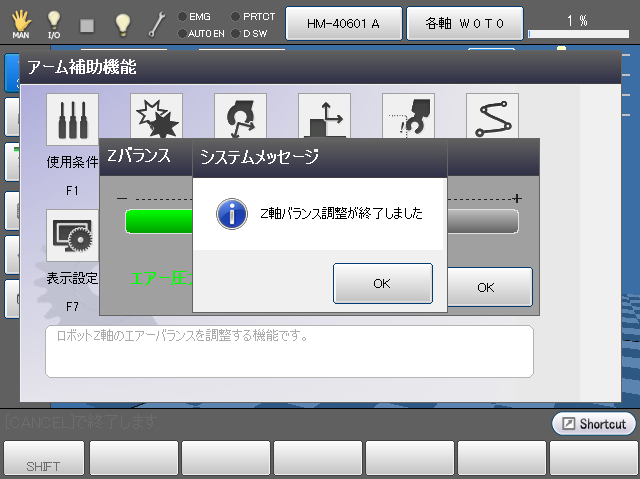 MAN
I/O
EMG
PRTCT
AUTO EN
D SW
HM-40601 A
各軸 W0T0
1 %
アーム補助機能
使用条件
F1
Zバランス
システムメッセージ
Z軸バランス調整が終了しました
OK
OK
エアー圧
表示設定
F7
ロボットZ軸のエアーバランスを調整する機能です。
[CANCEL]で終了します
Shortcut
SHIFT